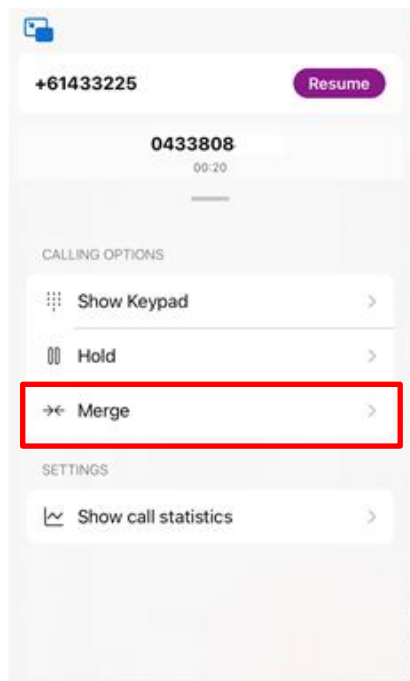 +61433225 Resume
0433808
00:20
CALLING OPTIONS
Show Keypad
Hold
Merge
SETTINGS
Show call statistics